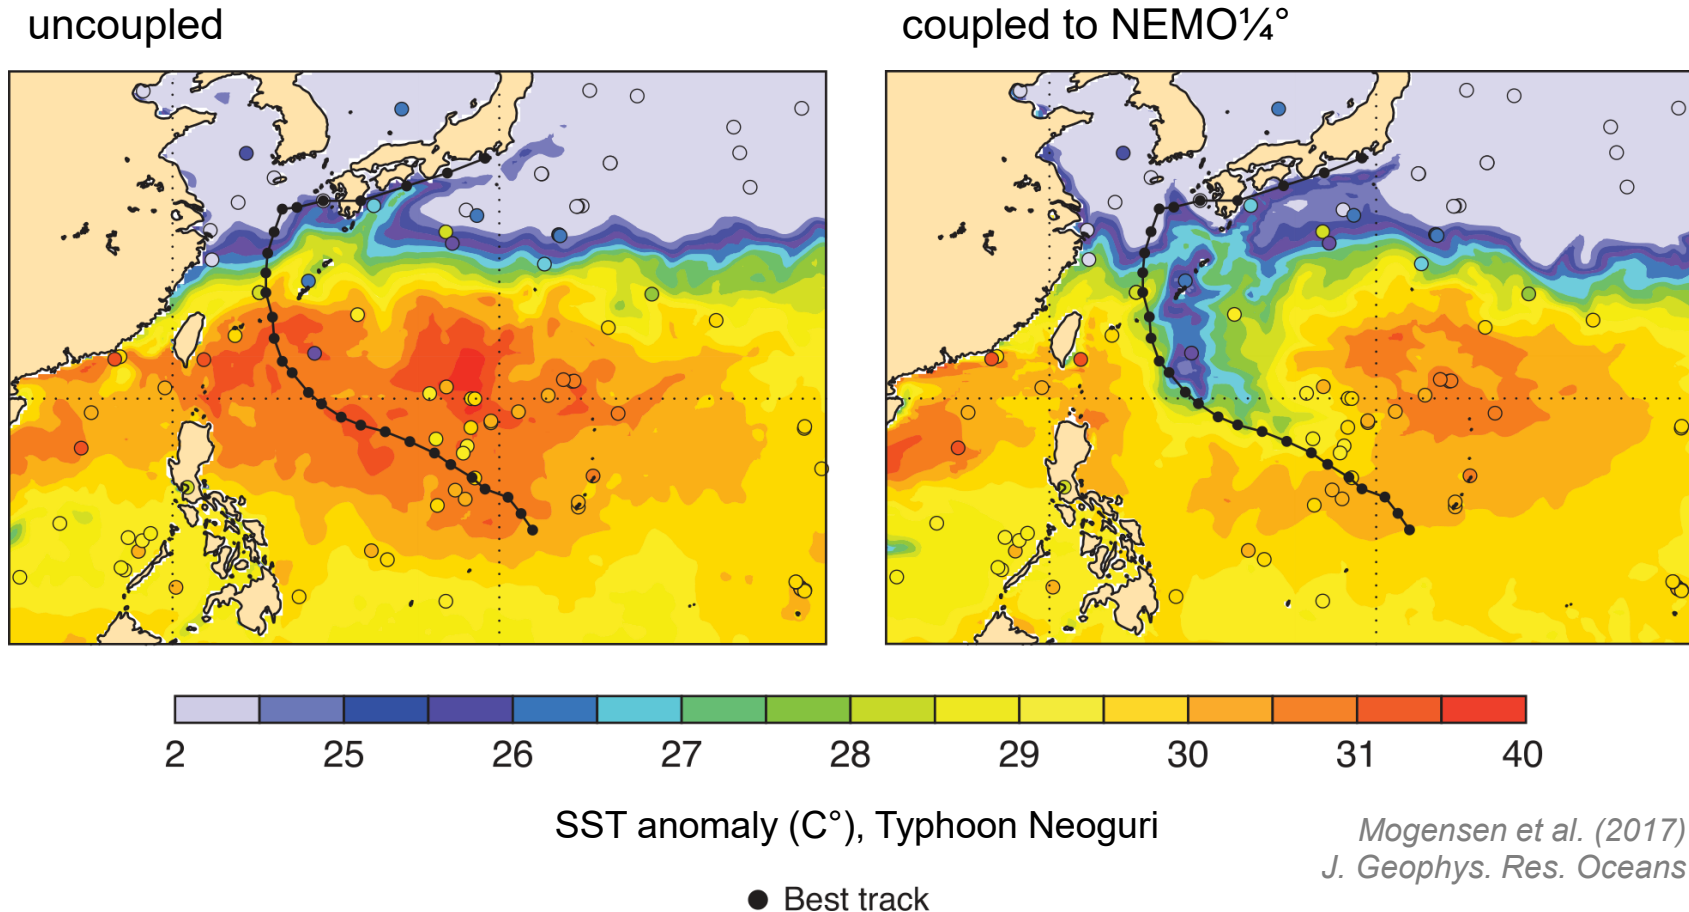 uncoupled
coupled to NEMO¼°
2 25 26 27 28 29 30 31 40
SST anomaly (C°), Typhoon Neoguri
Mogensen et al. (2017)
J. Geophys. Res. Oceans
Best track